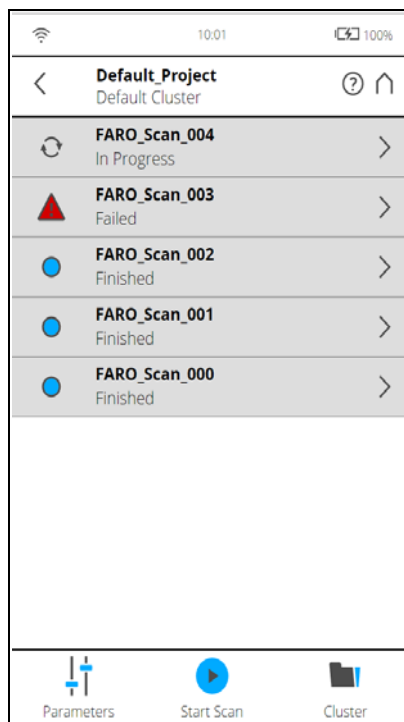 10:01
100%
Default_Project
Default Cluster
FARO_Scan_004
In Progress
FARO_Scan_003
Failed
FARO_Scan_002
Finished
FARO_Scan_001
Finished
FARO_Scan_000
Finished
Parameters
Start Scan
Cluster